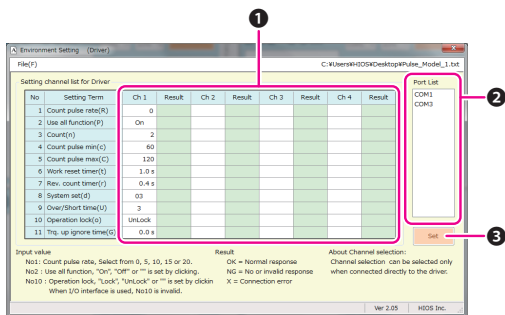 ❶
Environment Setting (Driver)
File(F) C:¥Users¥HIOS¥Desktop¥Pulse_Model_1.txt
Setting channel list for Driver Port List
No Setting Term Ch 1 Result Ch 2 Result Ch 3 Result Ch 4 Result
COM1
COM3
❷
1 Count pulse rate(R) 0
2 Use all function(P) On
3 Count(n) 2
4 Count pulse min(c) 60
5 Count pulse max(C) 120
6 Work reset timer(t) 1.0 s
7 Rev. count timer(r) 0.4 s
8 System set(d) 03
9 Over/Short time(U) 3
10 Operation lock(o) UnLock
11 Trq. up ignore time(G) 0.0 s
Set
❸
Input value Result About Channel selection:
No1: Count pulse rate, Select from 0, 5, 10, 15 or 20. OK = Normal response Channel selection can be selected only
No2 : Use all function, "On", "Off" or "" is set by clicking. NG = No or invalid response when connected directly to the driver.
No10 : Operation lock, "Lock", "UnLock" or "" is set by clickin X = Connection error
When I/O interface is used, No10 is invalid.
Ver 2.05 HIOS Inc.